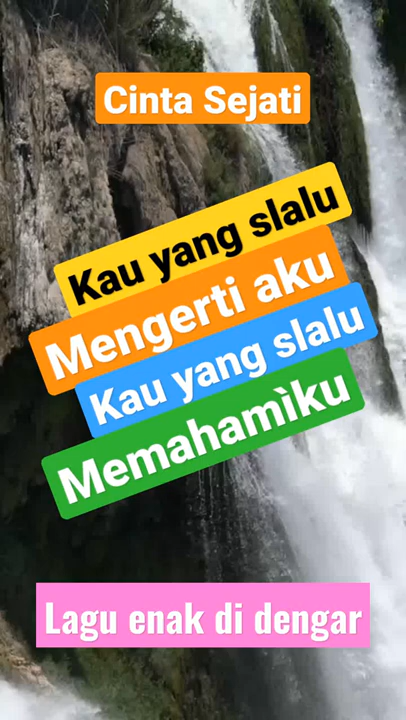 Cinta Sejati
Kau yang slalu
Mengerti aku
Kau yang slalu
Memahamìku
Lagu enak di dengar